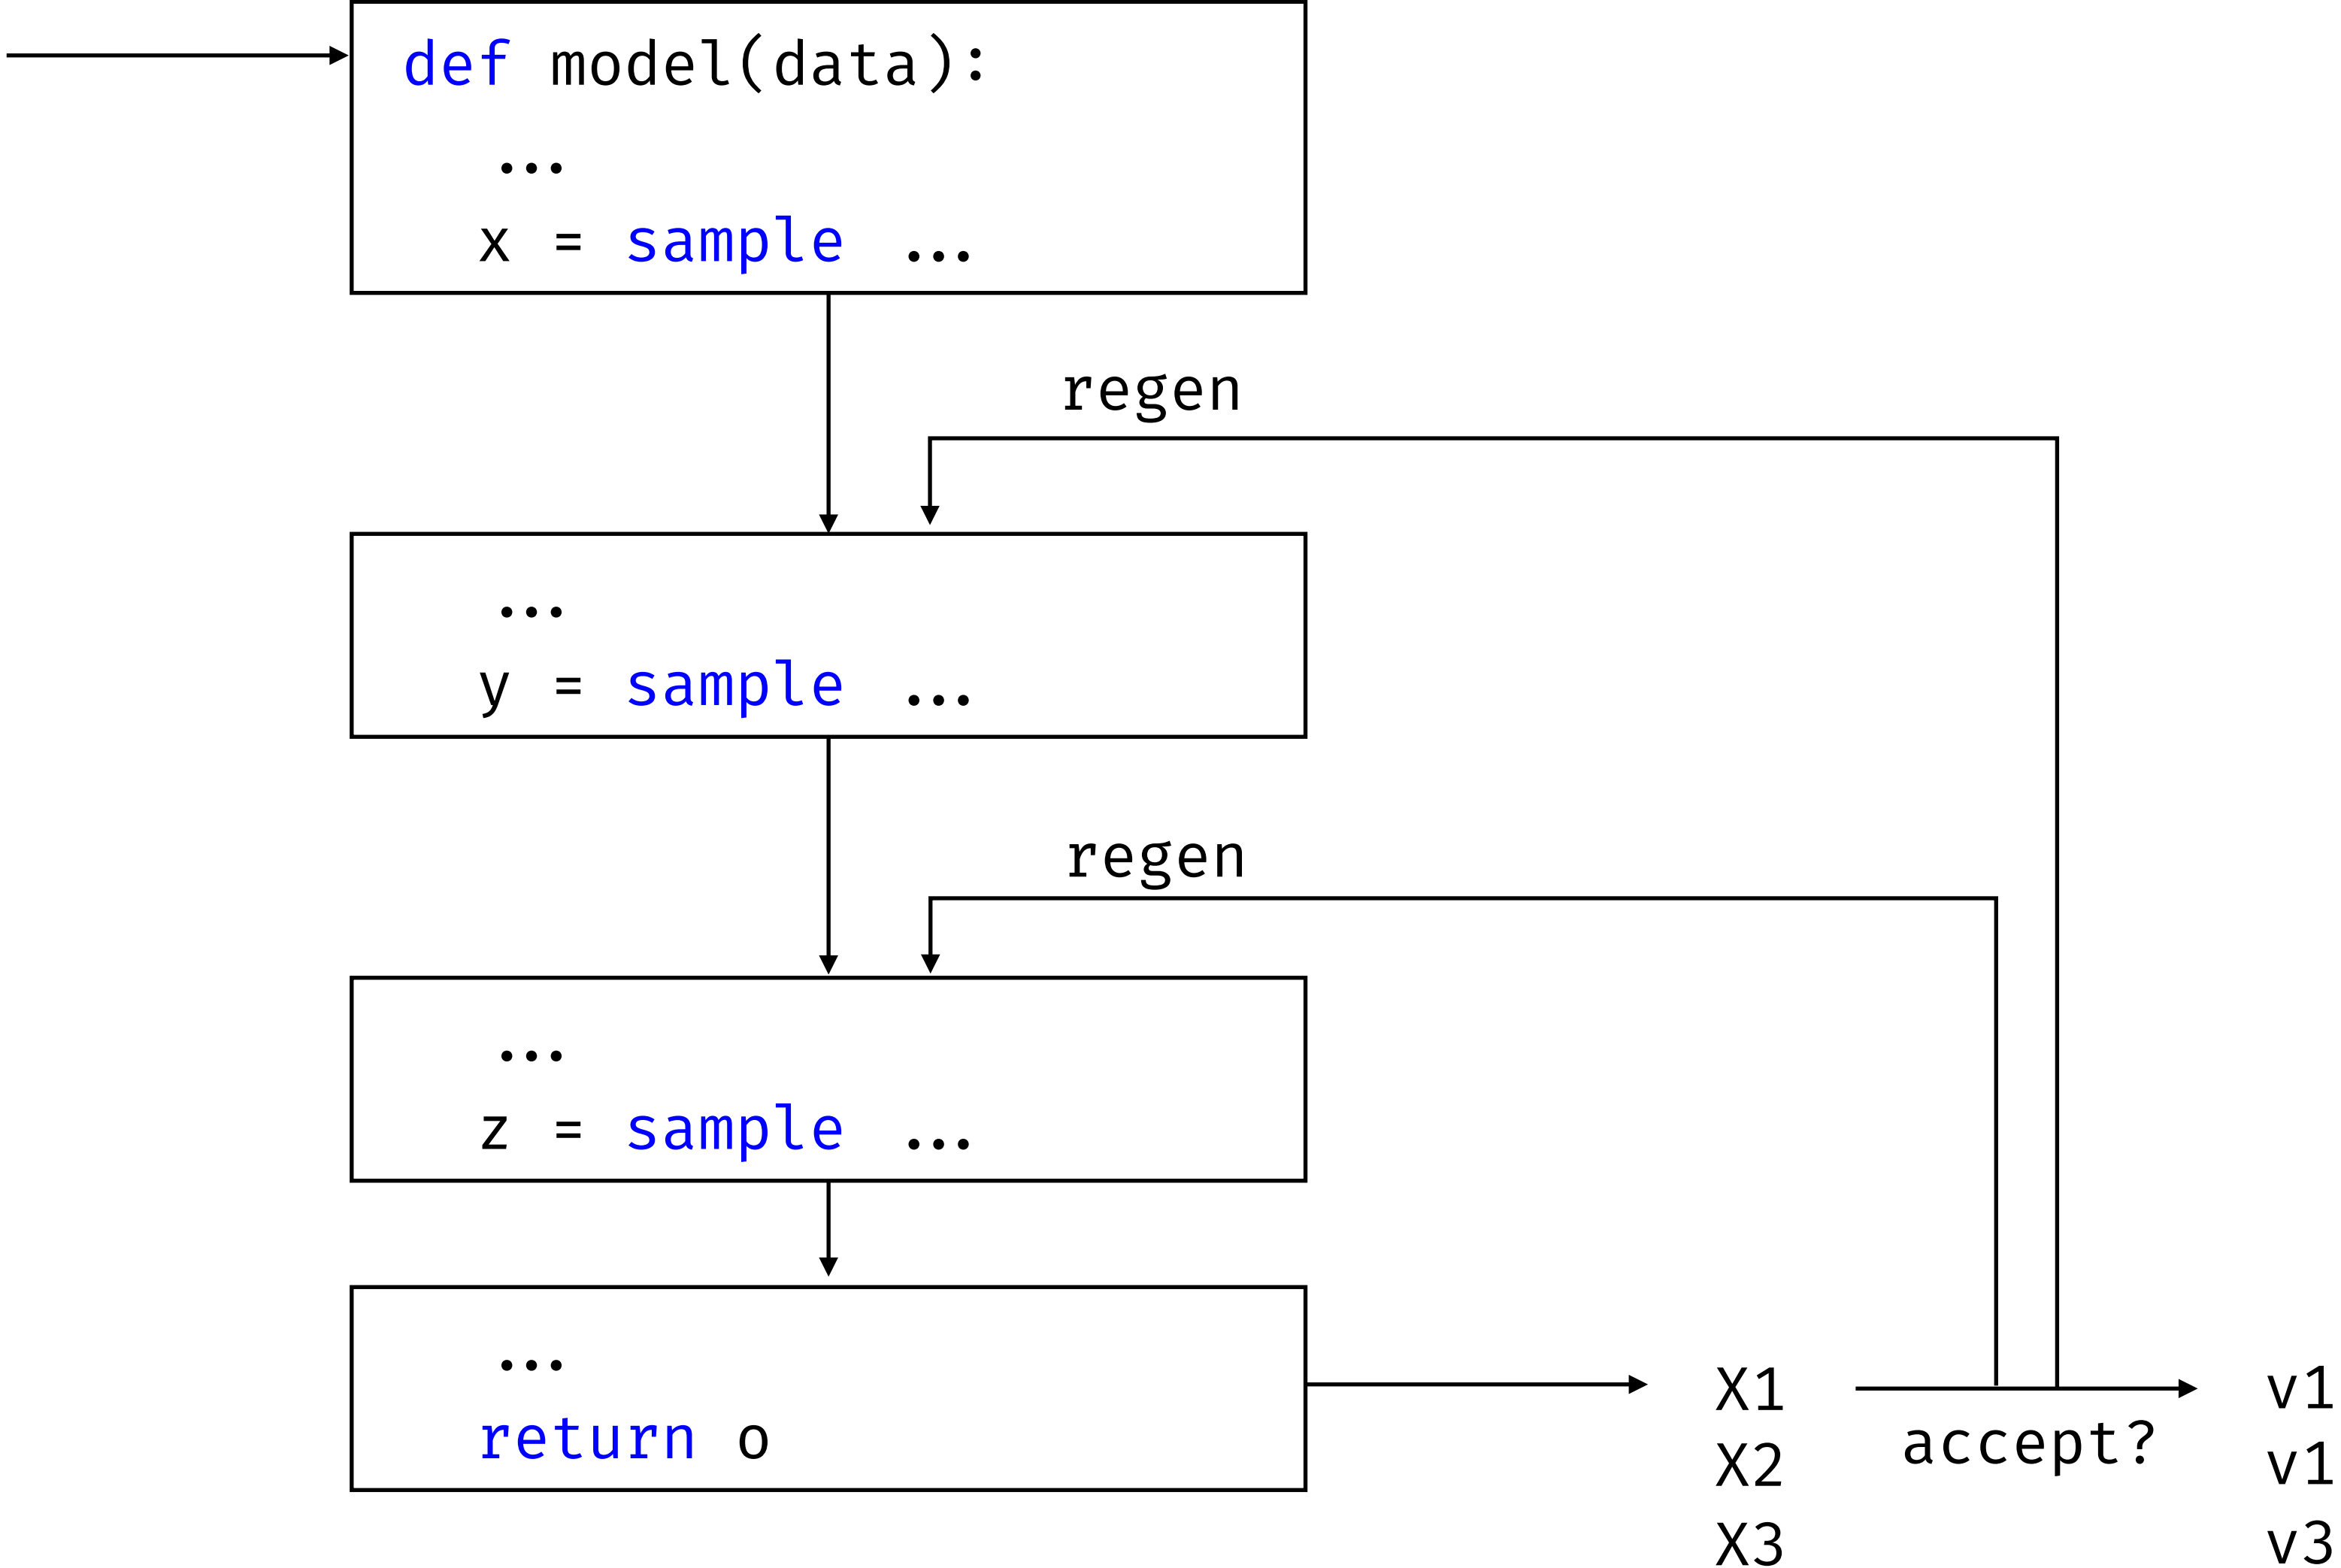 def model(data):
...
x = sample ...
regen
...
y = sample ...
regen
...
z = sample ...
...
return o
X1
X2
X3
accept?
v1
v1
v3